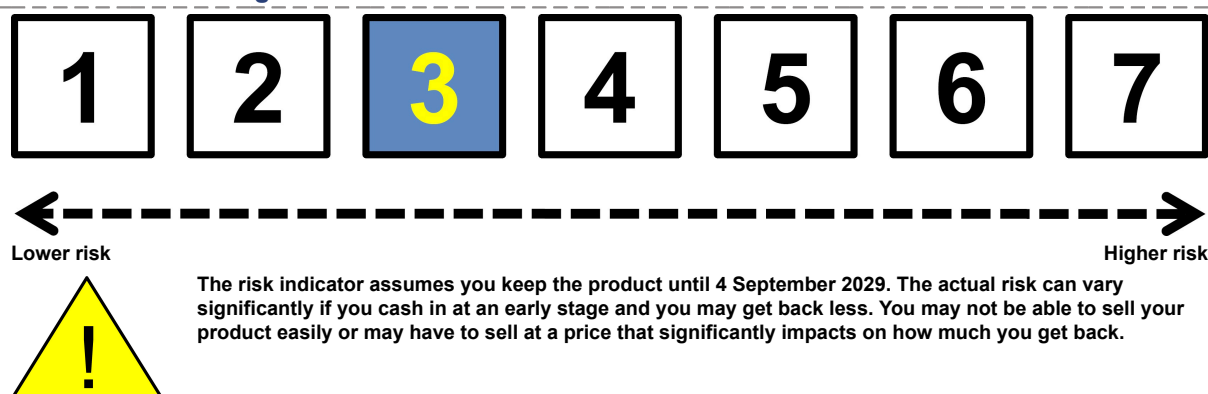 1 2 3 4 5 6 7
Lower risk Higher risk
The risk indicator assumes you keep the product until 4 September 2029. The actual risk can vary
significantly if you cash in at an early stage and you may get back less. You may not be able to sell your
product easily or may have to sell at a price that significantly impacts on how much you get back.
!